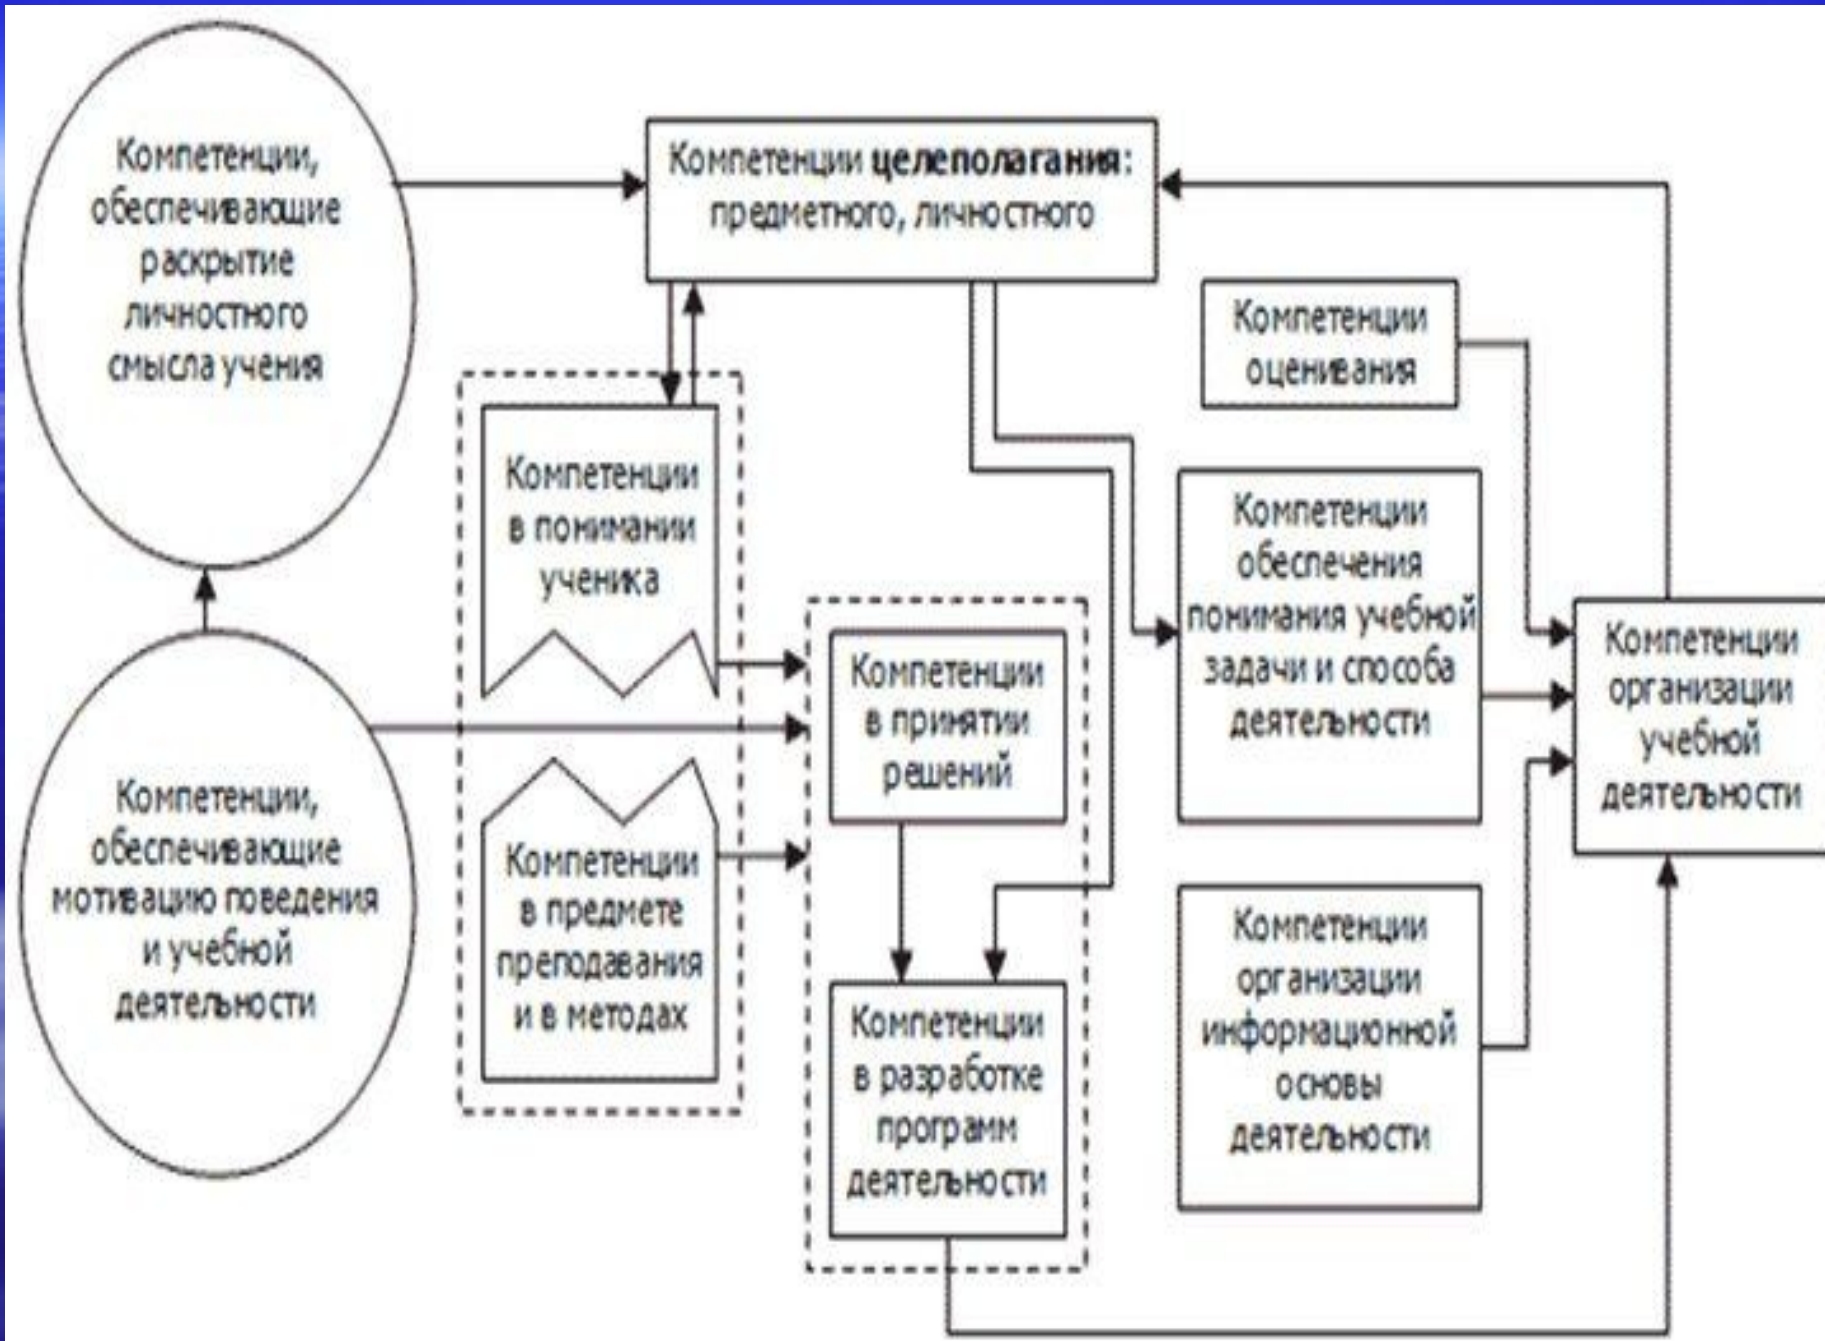 Компетенции,
обеспечивающие
раскрытие
личностного
смысла учения
Компетенции целеполагания:
предметного, личностного
Компетенции
оценивания
Компетенции
в понимании
ученика
Компетенции
обеспечения
понимания учебной
задачи и способа
деятельности
Компетенции
организации
учебной
деятельности
Компетенции
в принятии
решений
Компетенции,
обеспечивающие
мотивацию поведения
и учебной
деятельности
Компетенции
в предмете
преподавания
и в методах
Компетенции
в разработке
программ
деятельности
Компетенции
организации
информационной
основы
деятельности